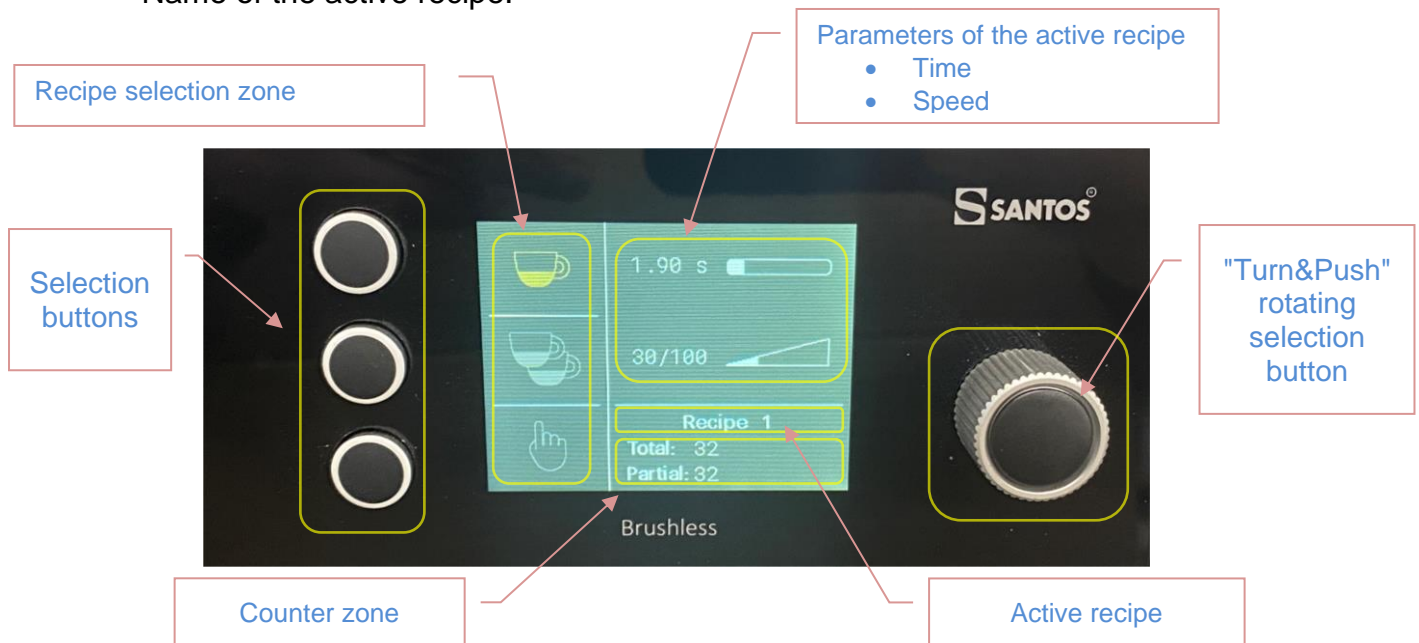 Name of the active recipe.
Parameters of the active recipe
• Time
• Speed
Recipe selection zone
SANTOS
Selection
buttons
"Turn&Push"
rotating
selection
button
1.90 s
30/100
Recipe 1
Total: 32
Partial: 32
Brushless
Counter zone
Active recipe